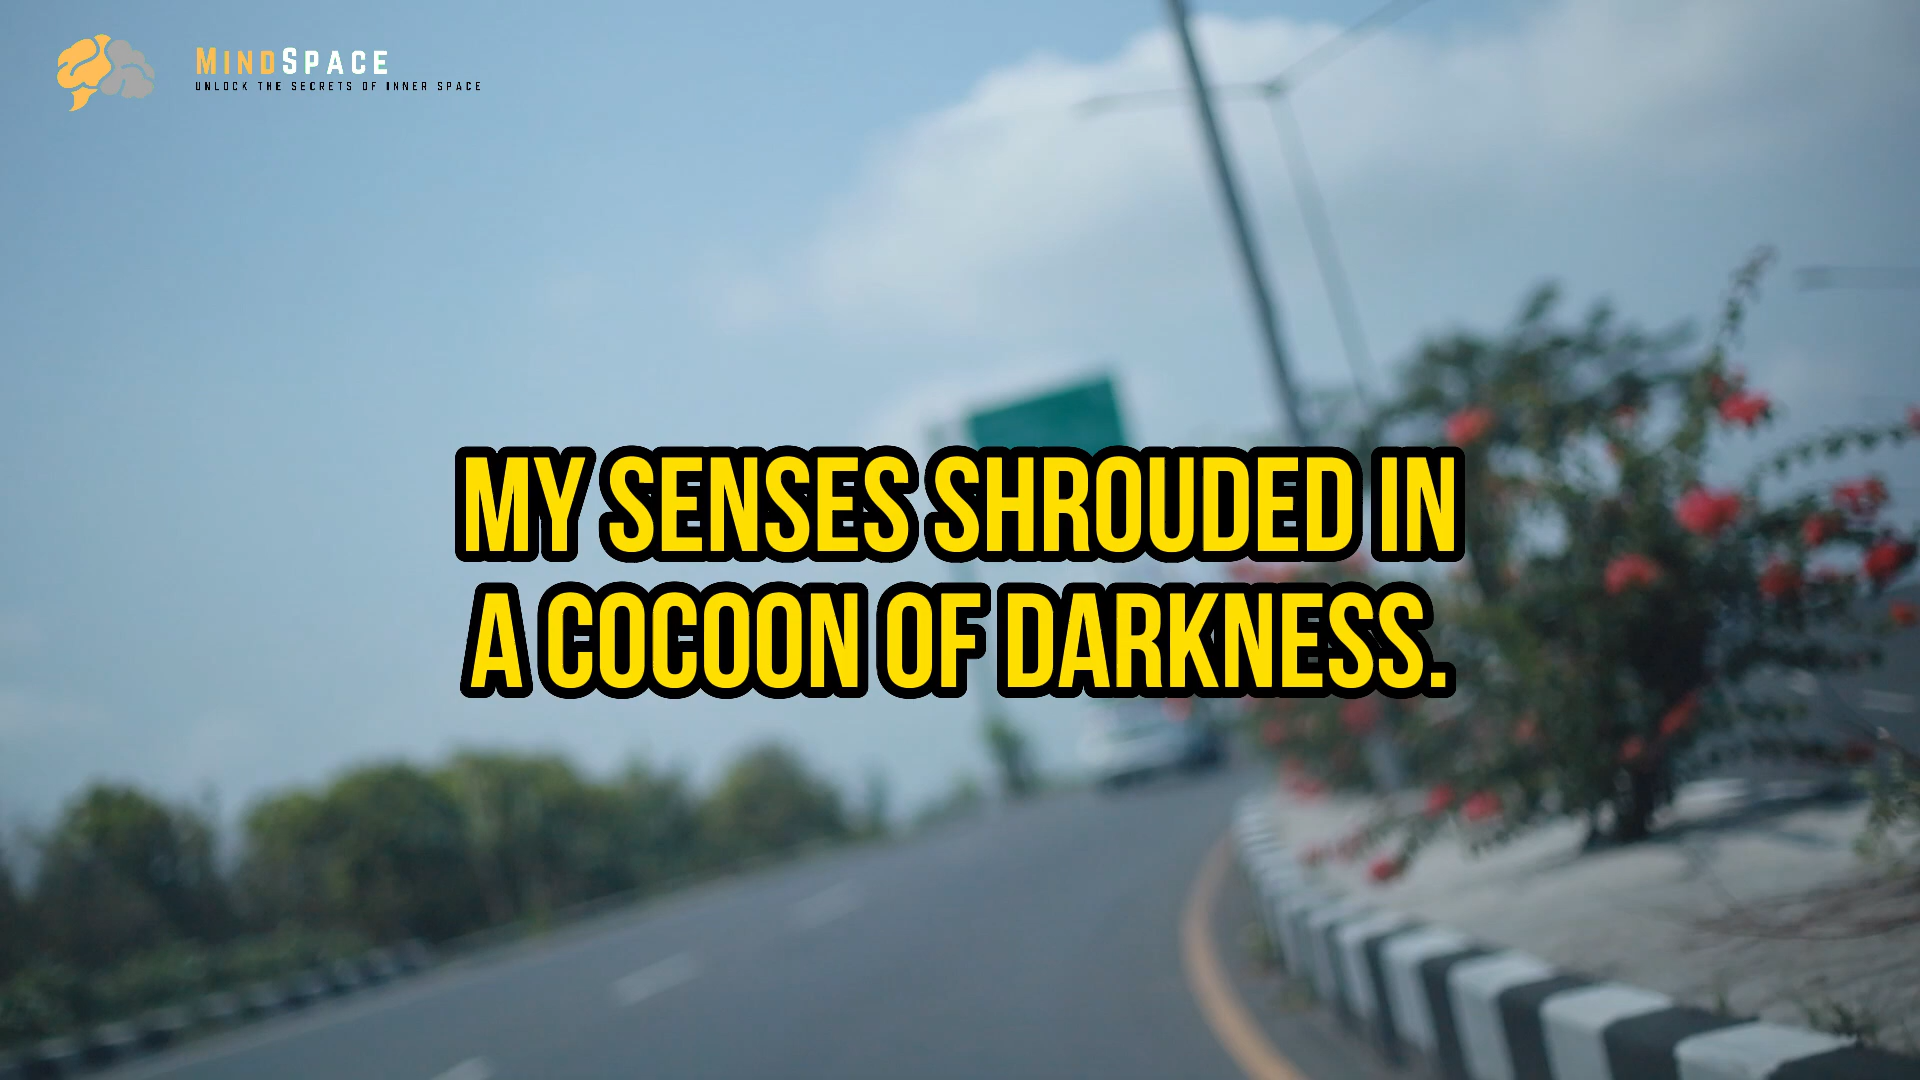 MINDSPACE
UNLOCK THE SECRETS OF INNER SPACE
MY SENSES SHROUDED IN
A COCOON OF DARKNESS.